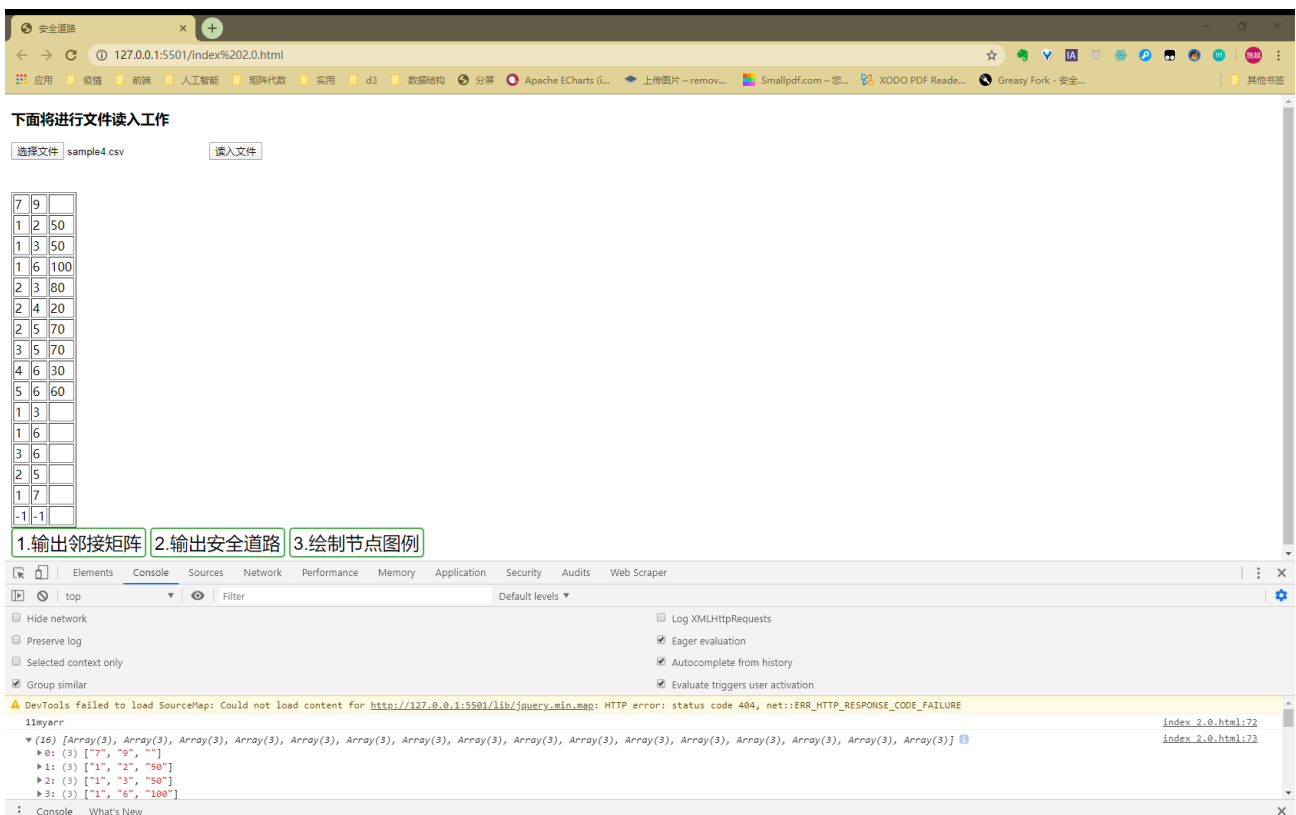 安全道路
127.0.0.1:5501/index%202.0.html
应用 疫情 前端 人工智能 矩阵代数 实用 d3 数据结构 分屏 Apache ECharts (i... 上传图片 – remov... Smallpdf.com – 您... XODO PDF Reade... Greasy Fork - 安全... 其他书签
下面将进行文件读入工作
选择文件 sample4.csv 读入文件
7 9
1 2 50
1 3 50
1 6 100
2 3 80
2 4 20
2 5 70
3 5 70
4 6 30
5 6 60
1 3
1 6
3 6
2 5
1 7
-1 -1
1.输出邻接矩阵 2.输出安全道路 3.绘制节点图例
Elements Console Sources Network Performance Memory Application Security Audits Web Scraper
top Filter Default levels ▼
Hide network Log XMLHttpRequests
Preserve log Eager evaluation
Selected context only Autocomplete from history
Group similar Evaluate triggers user activation
DevTools failed to load SourceMap: Could not load content for http://127.0.0.1:5501/lib/jquery.min.map: HTTP error: status code 404, net::ERR_HTTP_RESPONSE_CODE_FAILURE
11myarr index 2.0.html:72
▼(16) [Array(3), Array(3), Array(3), Array(3), Array(3), Array(3), Array(3), Array(3), Array(3), Array(3), Array(3), Array(3), Array(3), Array(3), Array(3), Array(3)] index 2.0.html:73
▶0: (3) ["7", "9", ""]
▶1: (3) ["1", "2", "50"]
▶2: (3) ["1", "3", "50"]
▶3: (3) ["1", "6", "100"]
Console What's New